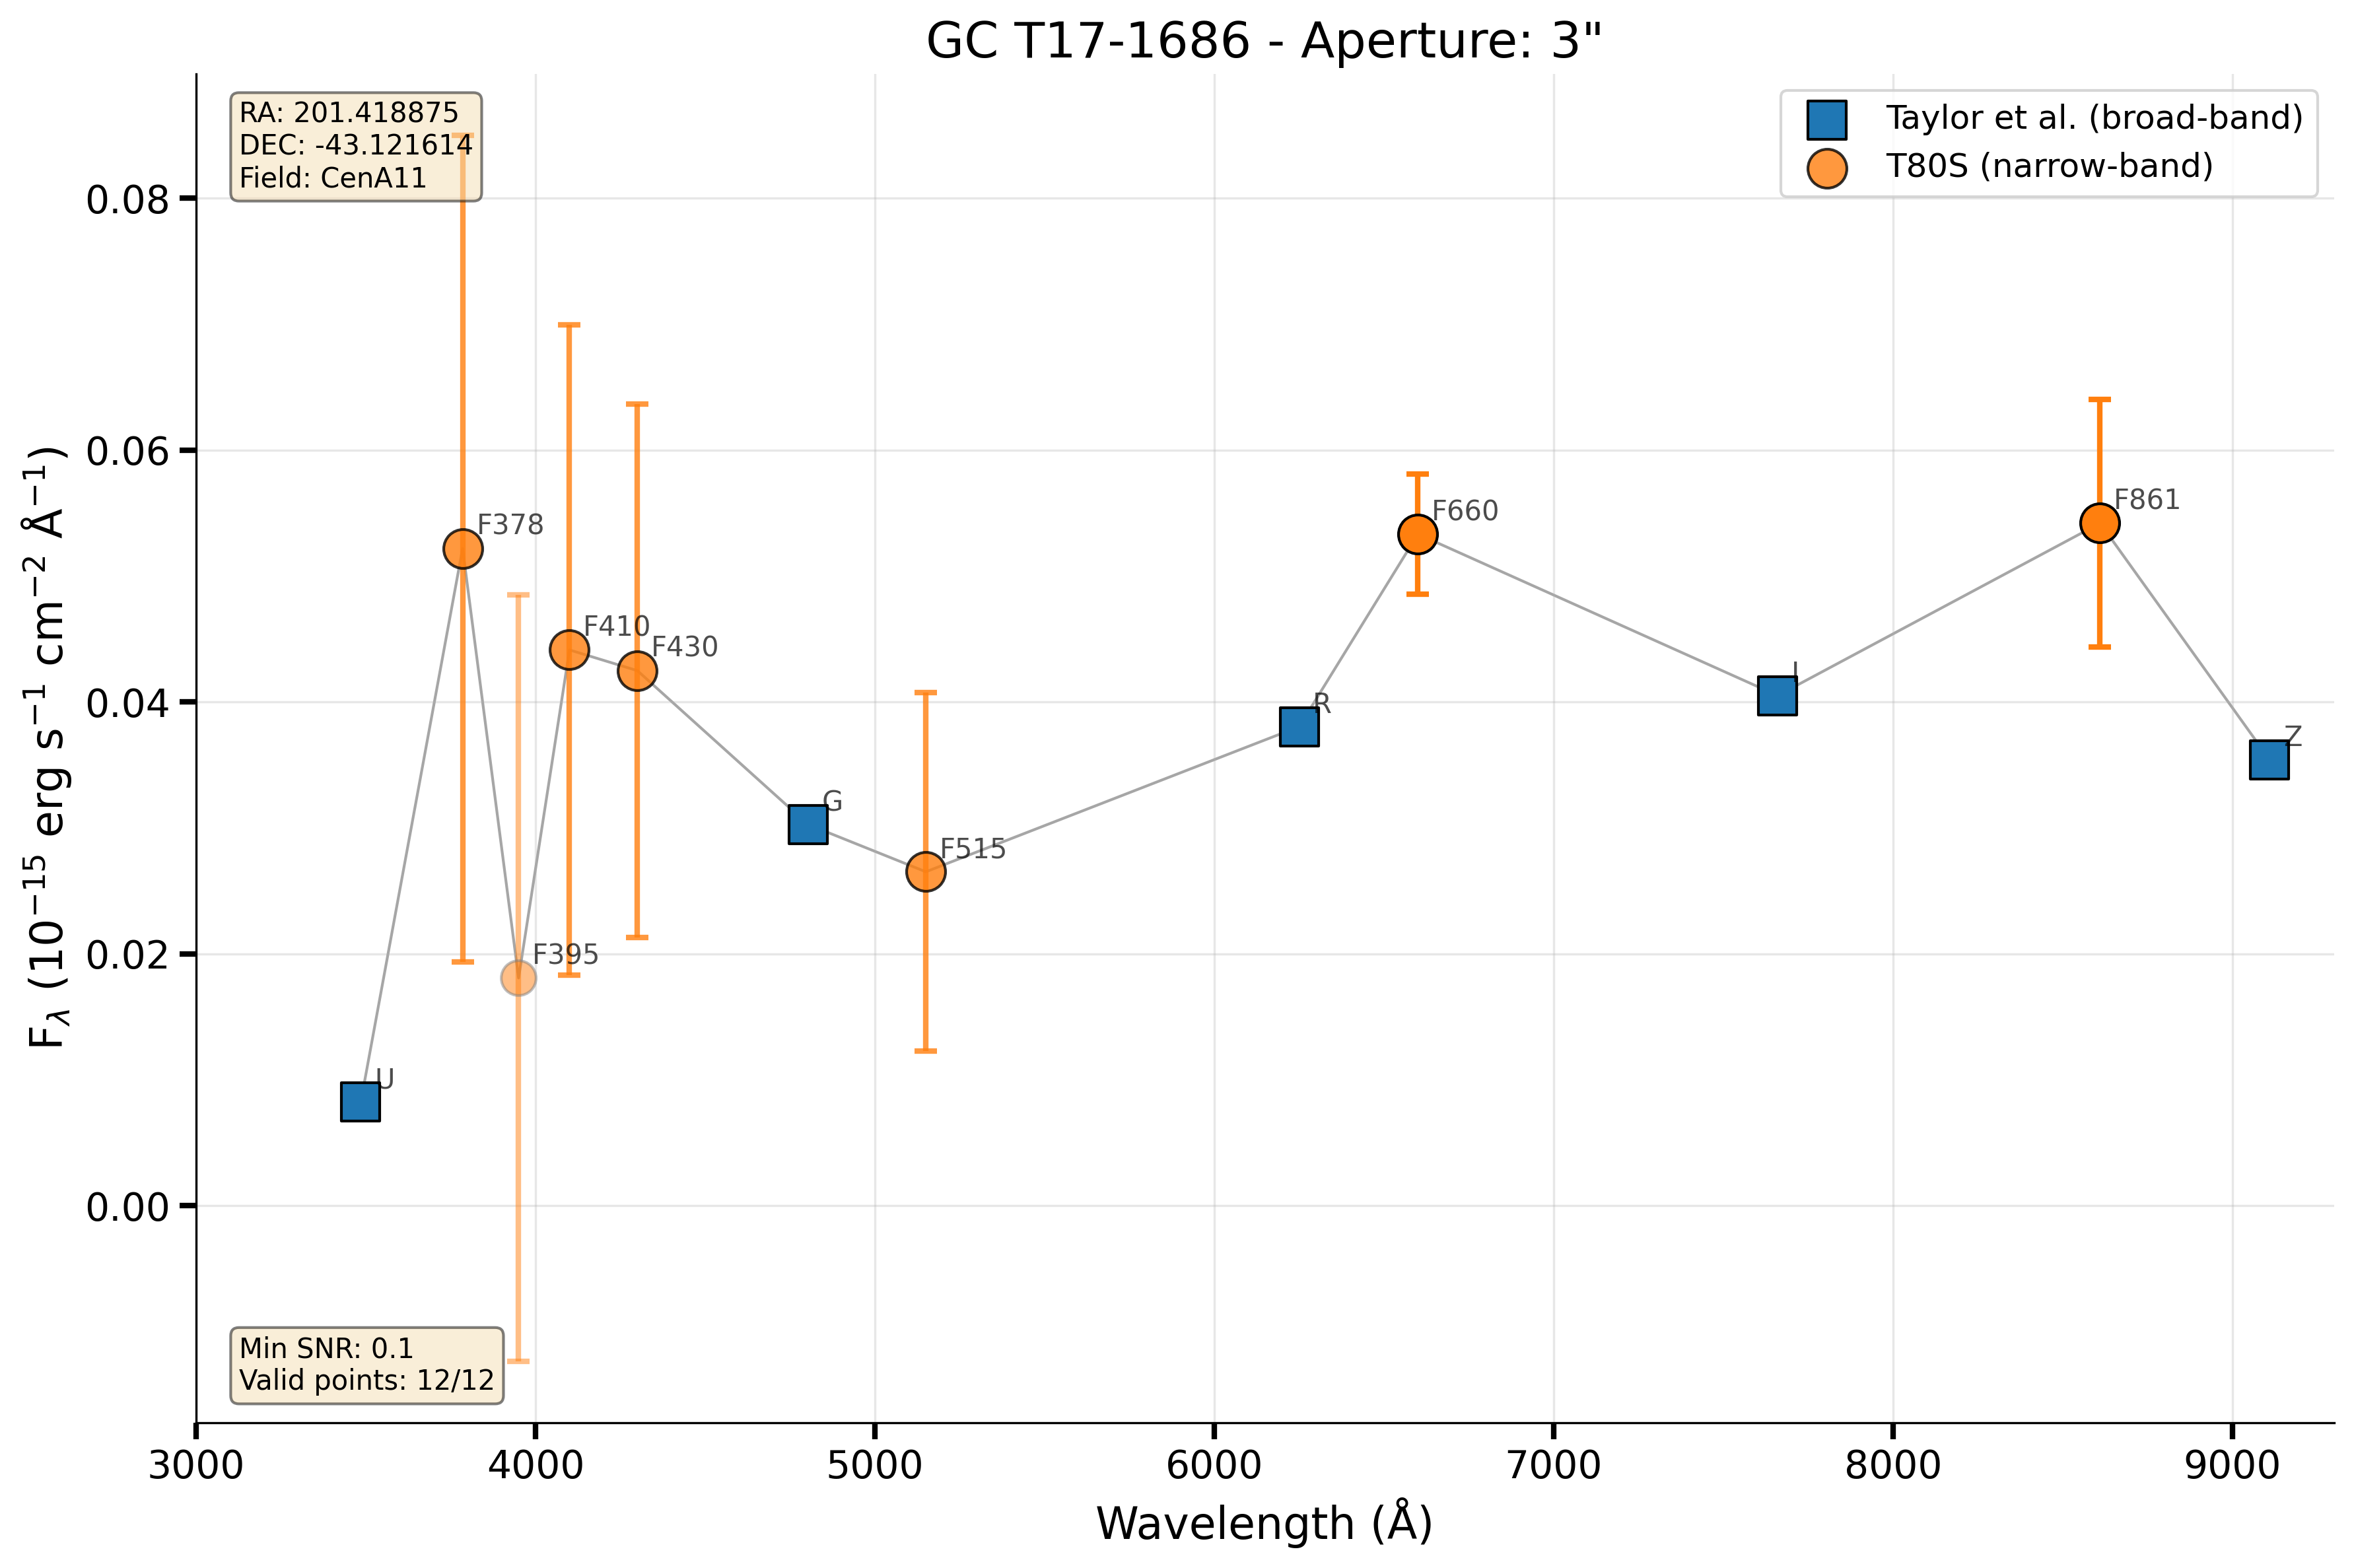 GC T17-1686 - Aperture: 3"
RA: 201.418875
DEC: -43.121614
Field: CenA11
Taylor et al. (broad-band)
T80S (narrow-band)
0.08
0.06
0.04
0.02
0.00
F$_λ$ (10⁻¹⁵ erg s⁻¹ cm⁻² Å⁻¹)
U
F378
F395
F410
F430
G
F515
R
F660
I
F861
Z
Min SNR: 0.1
Valid points: 12/12
3000 4000 5000 6000 7000 8000 9000
Wavelength (Å)